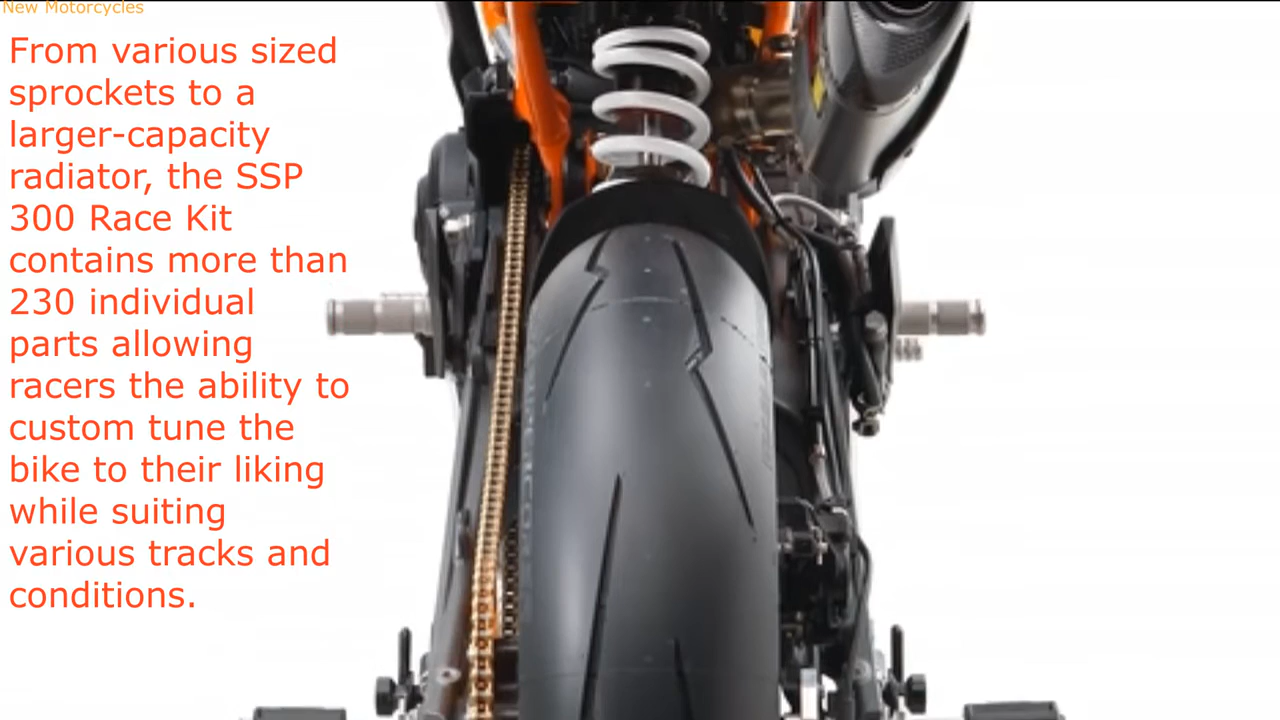 New Motorcycles
From various sized
sprockets to a
larger-capacity
radiator, the SSP
300 Race Kit
contains more than
230 individual
parts allowing
racers the ability to
custom tune the
bike to their liking
while suiting
various tracks and
conditions.